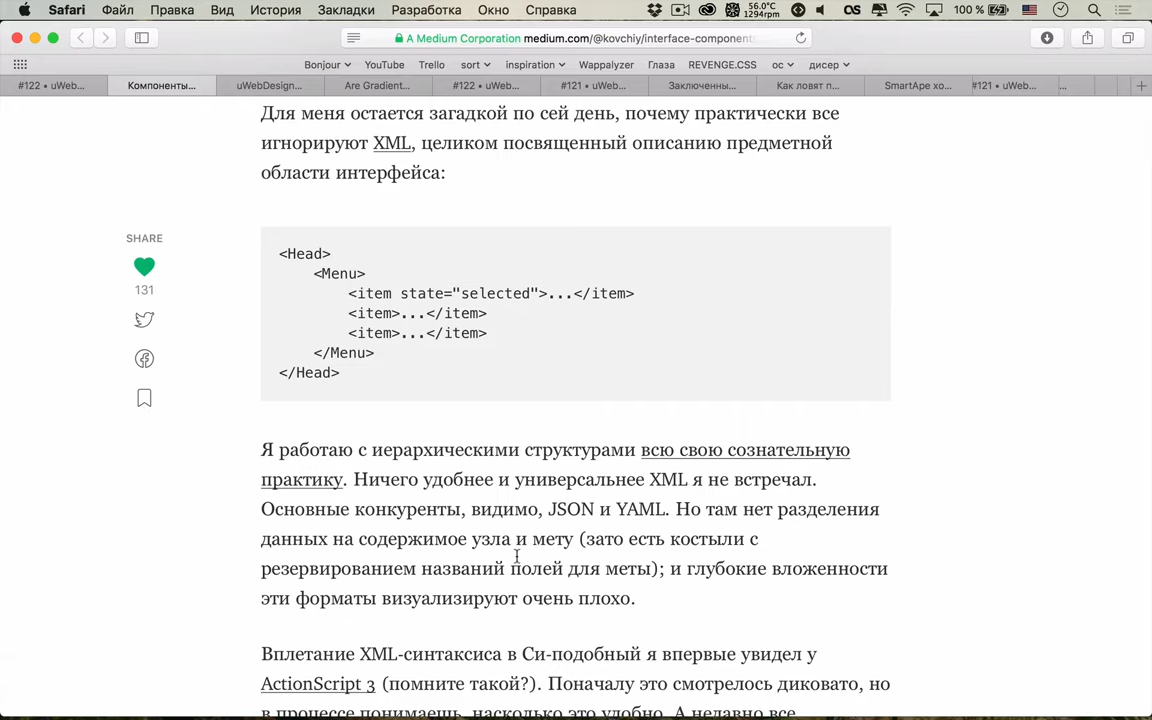 Safari Файл Правка Вид История Закладки Разработка Окно Справка 56.0°C 1294rpm 100 %
A Medium Corporation medium.com/@kovchiy/interface-component
Bonjour YouTube Trello sort inspiration Wappalyzer Глаза REVENGE.CSS ос дисер
#122 • uWeb... Компоненты... uWebDesign... Are Gradient... #122 • uWeb... #121 • uWeb... Заключенны... Как ловят п... SmartApe хо... #121 • uWeb... ...
Для меня остается загадкой по сей день, почему практически все
игнорируют XML, целиком посвященный описанию предметной
области интерфейса:
SHARE
131
<Head>
<Menu>
<item state="selected">...</item>
<item>...</item>
<item>...</item>
</Menu>
</Head>
Я работаю с иерархическими структурами всю свою сознательную
практику. Ничего удобнее и универсальнее XML я не встречал.
Основные конкуренты, видимо, JSON и YAML. Но там нет разделения
данных на содержимое узла и мету (зато есть костыли с
резервированием названий полей для меты); и глубокие вложенности
эти форматы визуализируют очень плохо.
Вплетание XML-синтаксиса в Си-подобный я впервые увидел у
ActionScript 3 (помните такой?). Поначалу это смотрелось диковато, но
в процессе понимаешь, насколько это удобно. А недавно все